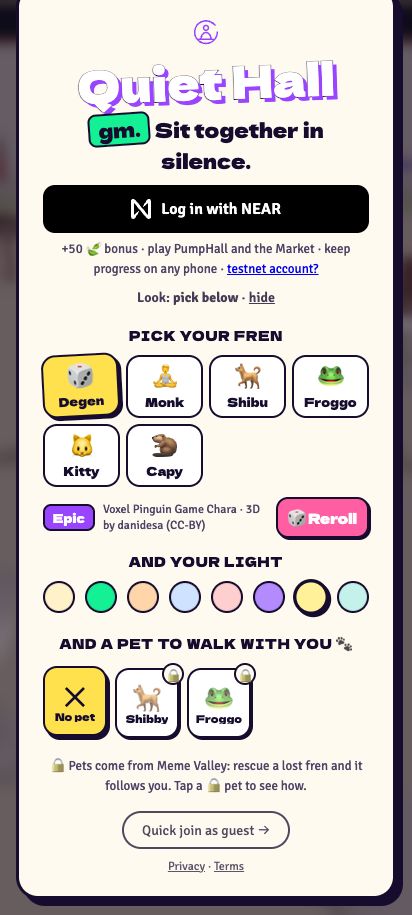 Quiet Hall
gm. Sit together in
silence.
Log in with NEAR
+50 🍃 bonus · play PumpHall and the Market · keep
progress on any phone · testnet account?
Look: pick below · hide
PICK YOUR FREN
Degen Monk Shibu Froggo
Kitty Capy
Epic Voxel Pinguin Game Chara · 3D
by danidesa (CC-BY)
Reroll
AND YOUR LIGHT
AND A PET TO WALK WITH YOU 🐾
No pet Shibby Froggo
🔒 Pets come from Meme Valley: rescue a lost fren and it
follows you. Tap a 🔒 pet to see how.
Quick join as guest →
Privacy · Terms